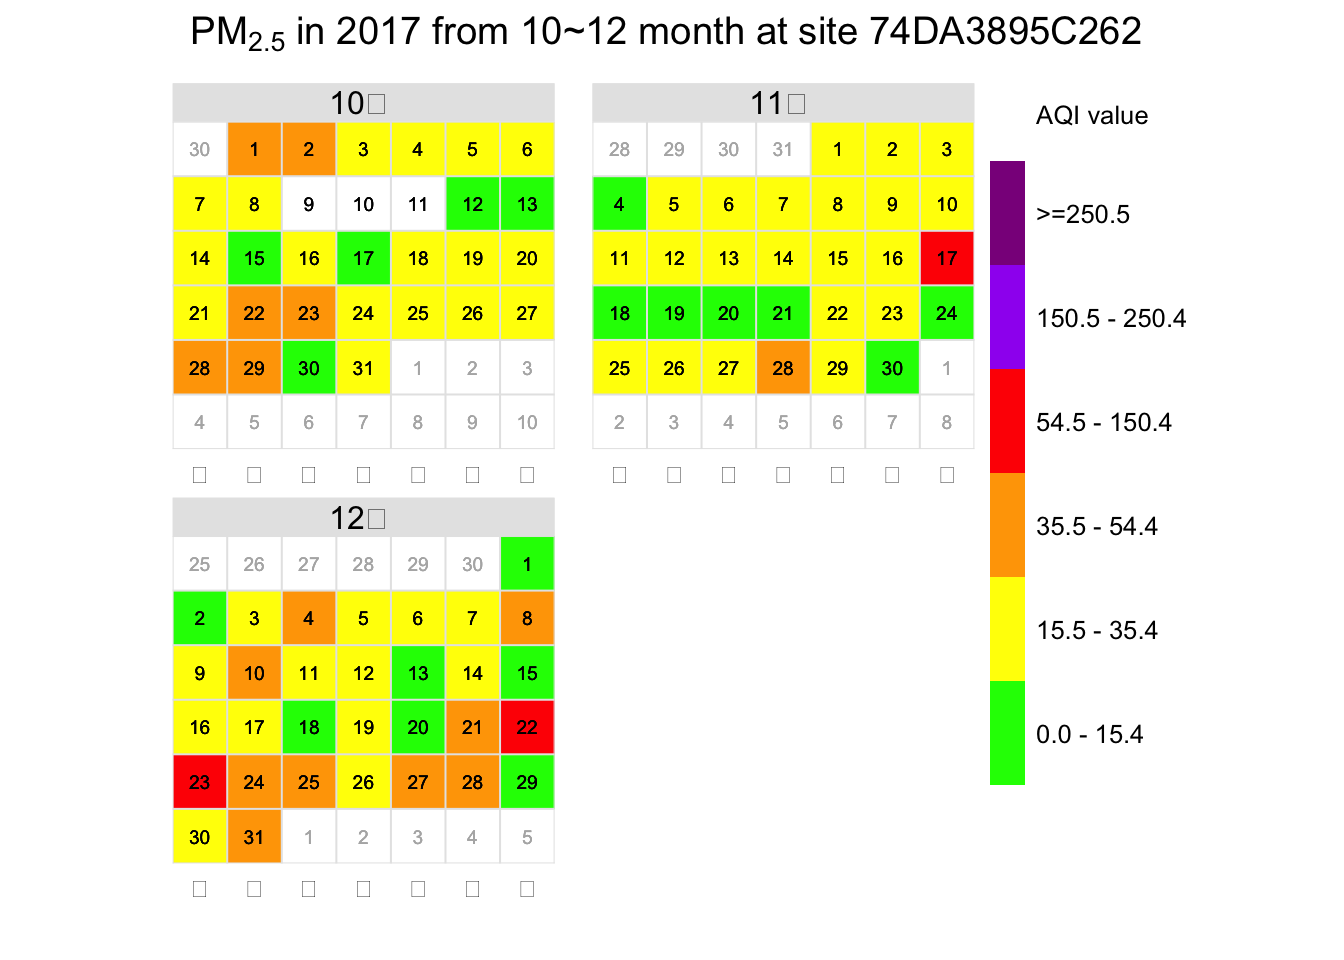 PM2.5 in 2017 from 10~12 month at site 74DA3895C262
10□
30 1 2 3 4 5 6
7 8 9 10 11 12 13
14 15 16 17 18 19 20
21 22 23 24 25 26 27
28 29 30 31 1 2 3
4 5 6 7 8 9 10
□ □ □ □ □ □ □
11□
28 29 30 31 1 2 3
4 5 6 7 8 9 10
11 12 13 14 15 16 17
18 19 20 21 22 23 24
25 26 27 28 29 30 1
2 3 4 5 6 7 8
□ □ □ □ □ □ □
12□
25 26 27 28 29 30 1
2 3 4 5 6 7 8
9 10 11 12 13 14 15
16 17 18 19 20 21 22
23 24 25 26 27 28 29
30 31 1 2 3 4 5
□ □ □ □ □ □ □
AQI value
>=250.5
150.5 - 250.4
54.5 - 150.4
35.5 - 54.4
15.5 - 35.4
0.0 - 15.4